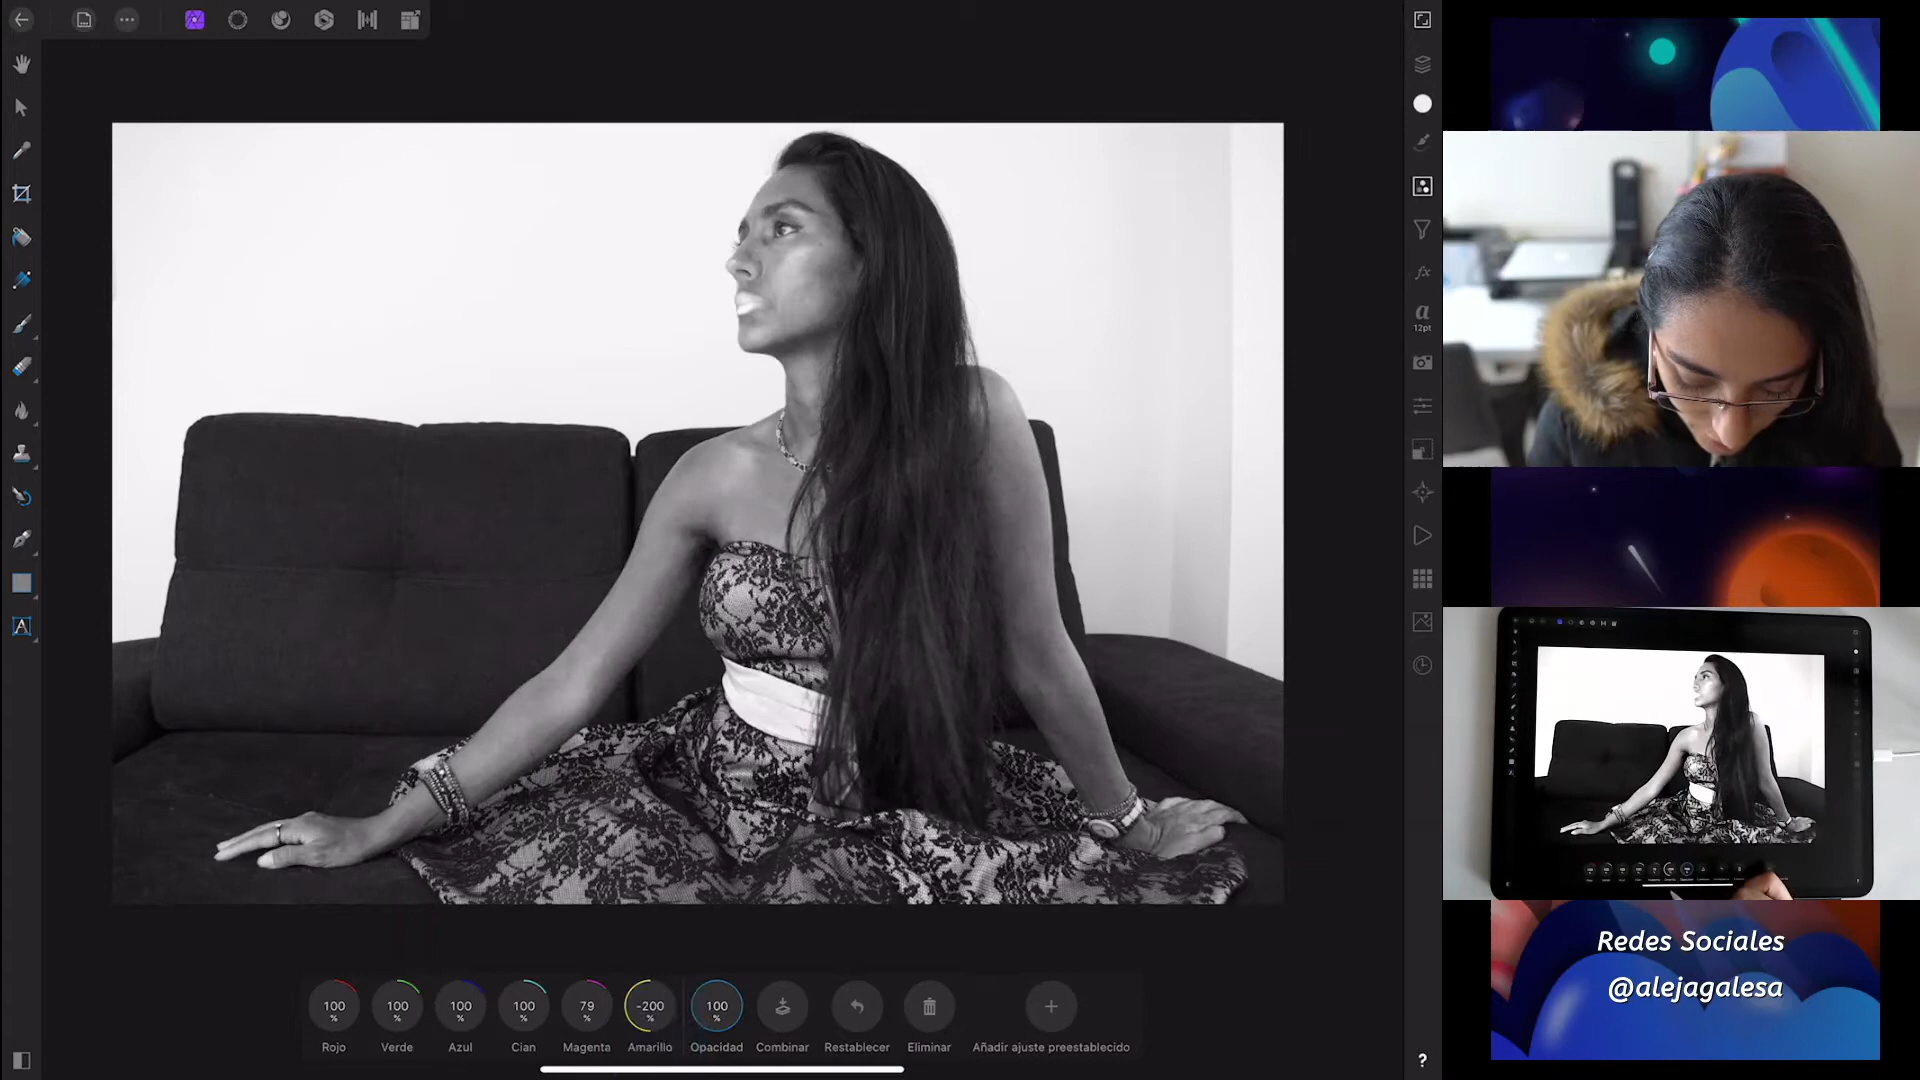 a
12pt
fx
A
100 %
100 %
100 %
100 %
79 %
-200 %
100 %
Rojo
Verde
Azul
Cian
Magenta
Amarillo
Opacidad
Combinar
Restablecer
Eliminar
Añadir ajuste preestablecido
?
Redes Sociales
@alejagalesa